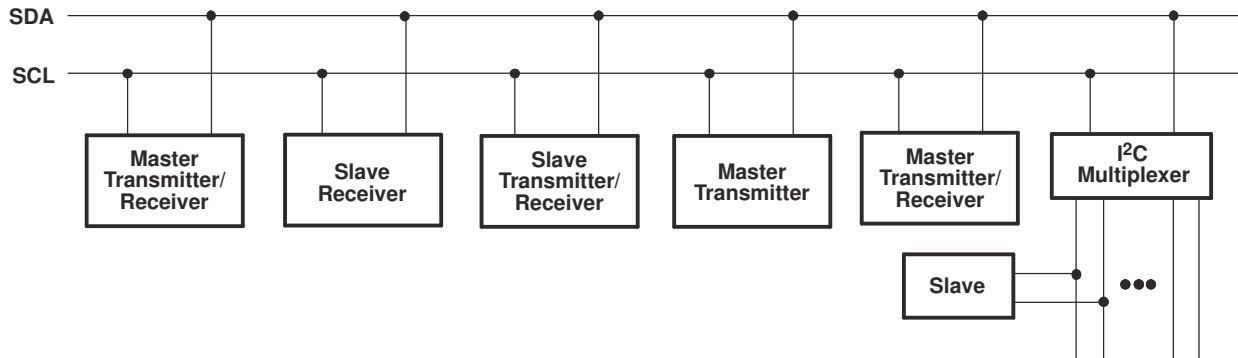 SDA
SCL
Master
Transmitter/
Receiver
Slave
Receiver
Slave
Transmitter/
Receiver
Master
Transmitter
Master
Transmitter/
Receiver
I²C
Multiplexer
Slave